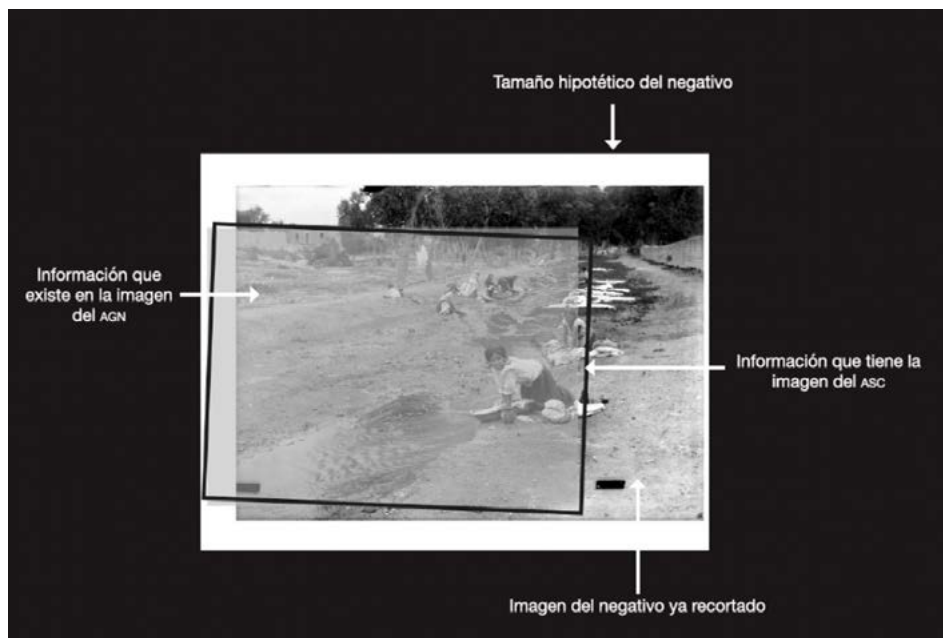 Tamaño hipotético del negativo
Información que
existe en la imagen
del AGN
Información que tiene la
imagen del ASC
Imagen del negativo ya recortado